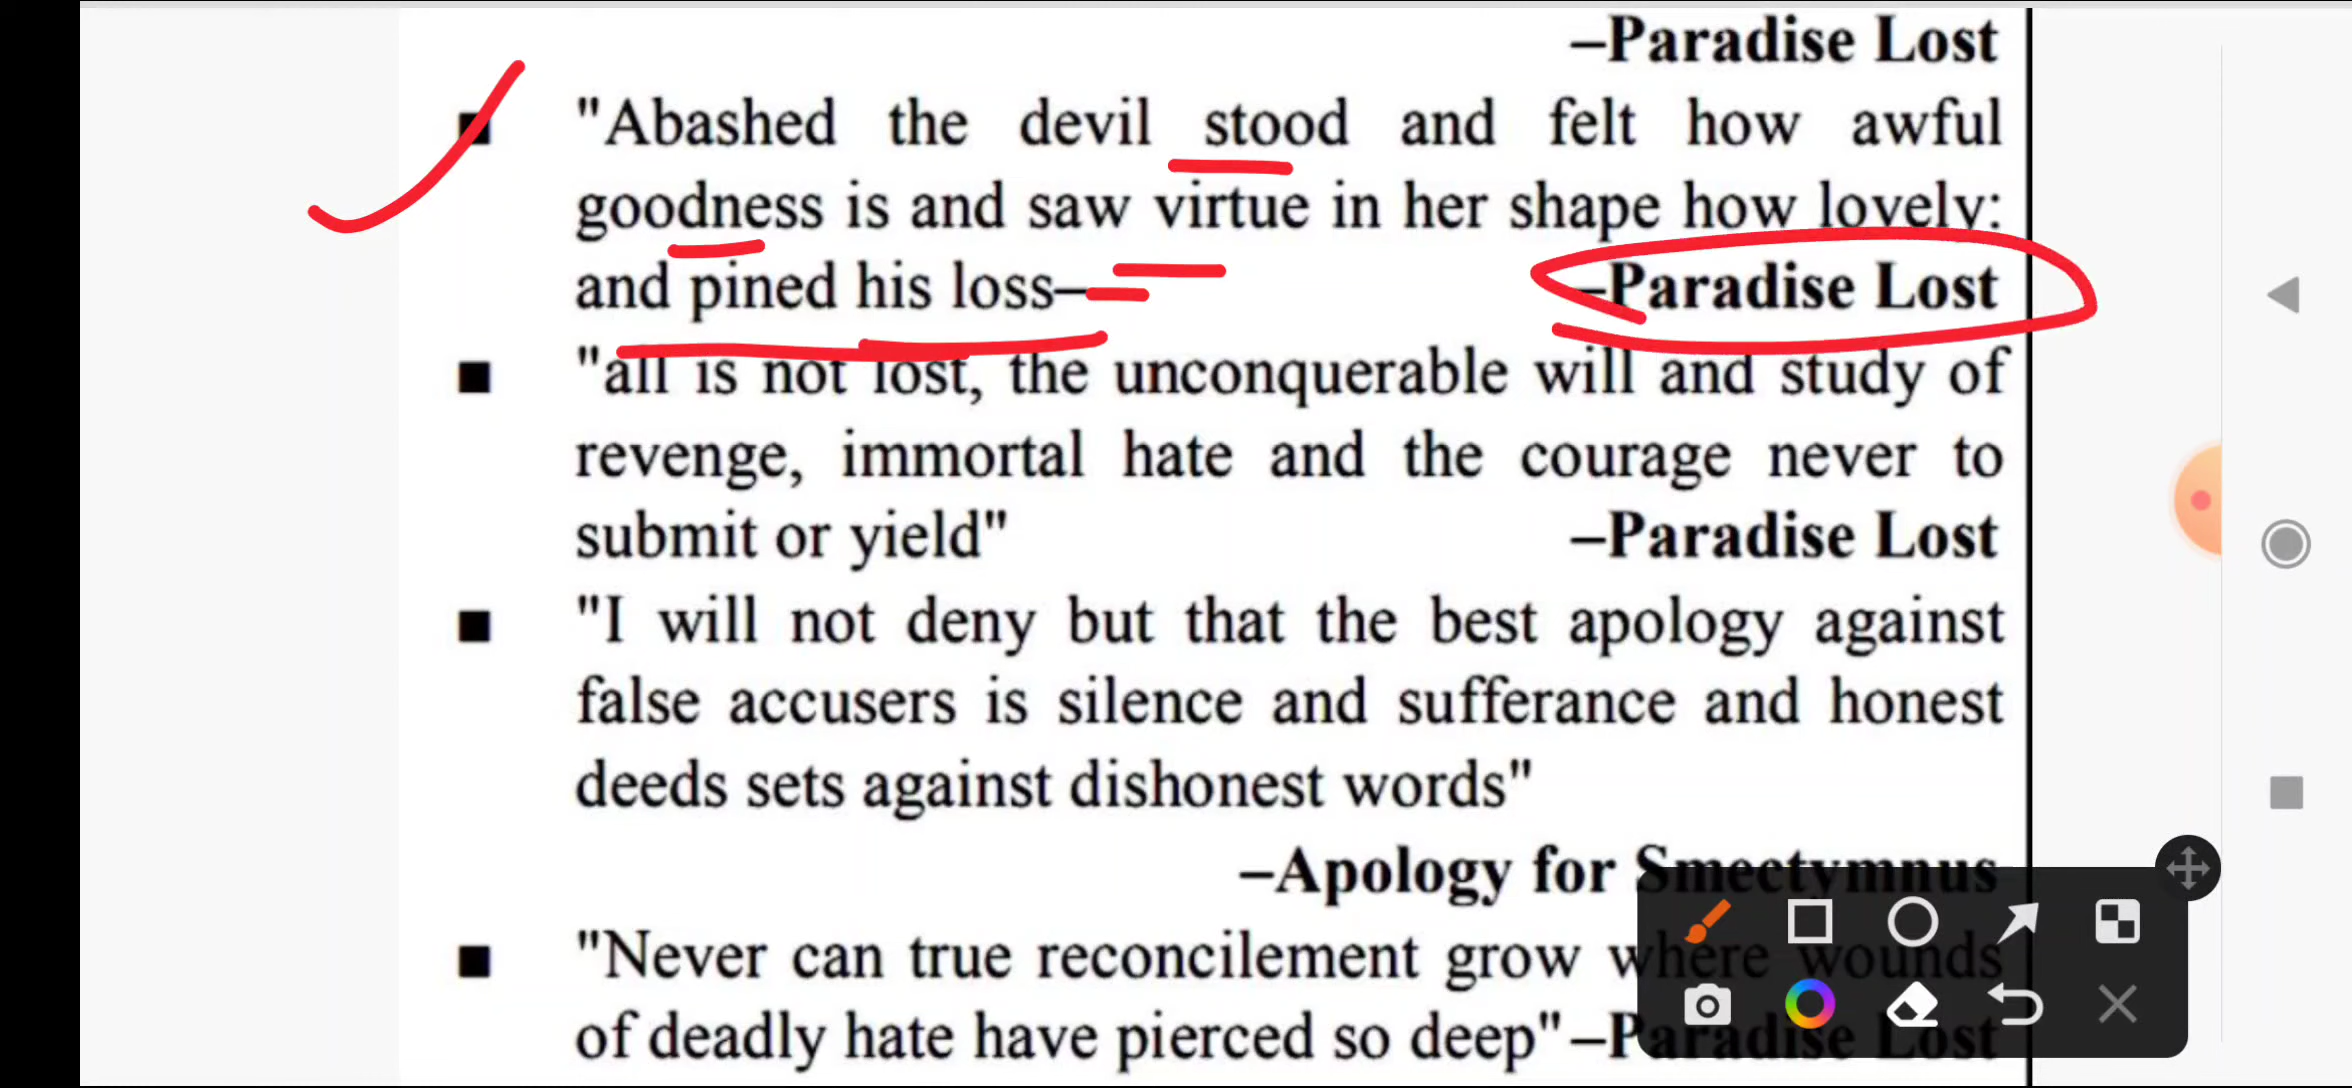 –Paradise Lost
■ "Abashed the devil stood and felt how awful
goodness is and saw virtue in her shape how lovely:
and pined his loss– –Paradise Lost
■ "all is not lost, the unconquerable will and study of
revenge, immortal hate and the courage never to
submit or yield" –Paradise Lost
■ "I will not deny but that the best apology against
false accusers is silence and sufferance and honest
deeds sets against dishonest words"
–Apology for Smectymnus
■ "Never can true reconcilement grow where wounds
of deadly hate have pierced so deep" –Paradise Lost